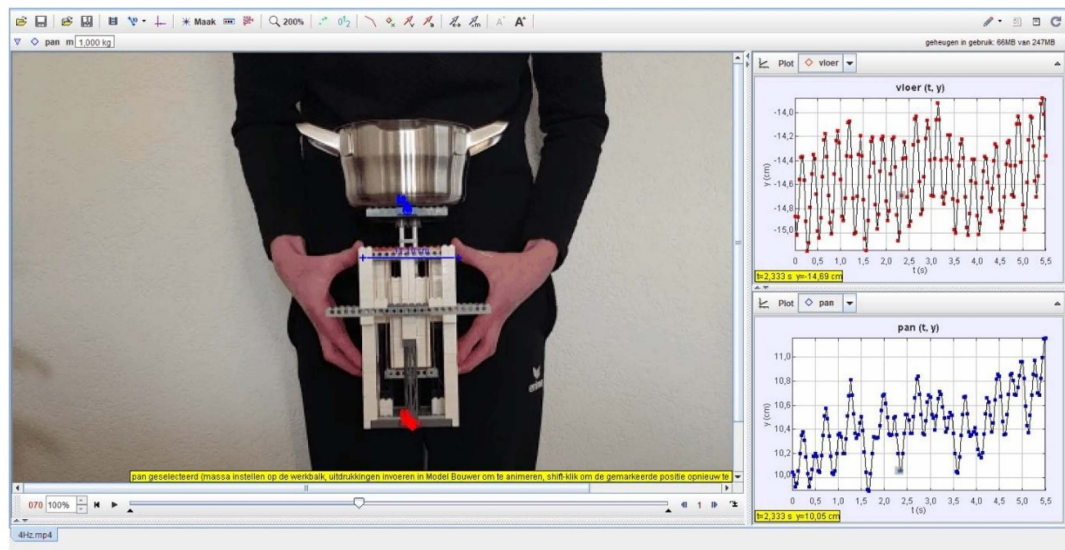 Maak
200%
pan m 1,000 kg
geheugen in gebruik: 66MB van 247MB
Plot vloer
vloer (t, y)
y (cm)
-14,0
-14,2
-14,4
-14,6
-14,8
-15,0
0 0,5 1,0 1,5 2,0 2,5 3,0 3,5 4,0 4,5 5,0 5,5
t (s)
t=2,333 s y=-14,69 cm
Plot pan
pan (t, y)
y (cm)
11,0
10,8
10,6
10,4
10,2
10,0
0 0,5 1,0 1,5 2,0 2,5 3,0 3,5 4,0 4,5 5,0 5,5
t (s)
t=2,333 s y=10,05 cm
pan geselecteerd (massa instellen op de werkbalk, uitdrukkingen invoeren in Model Bouwer om te animeren, shift-klik om de gemarkeerde positie opnieuw te
070 100% 1
4Hz.mp4